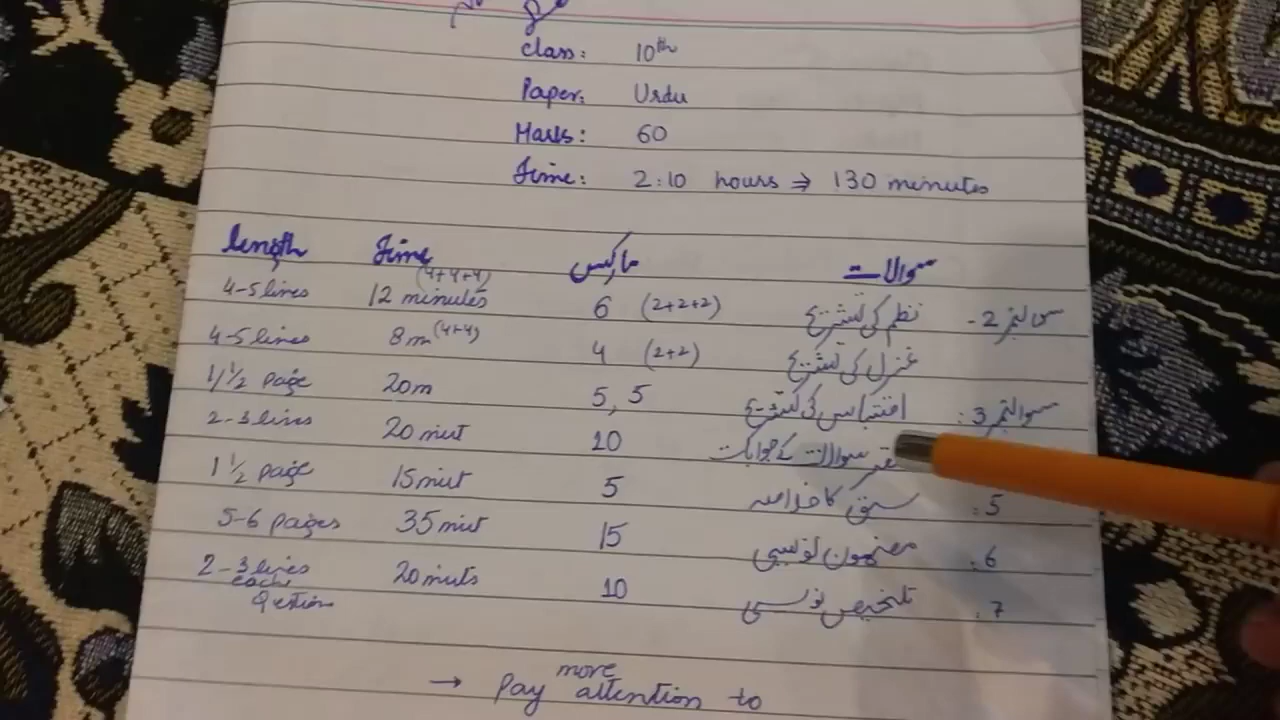 Class: 10th
Paper: Urdu
Marks: 60
Time: 2:10 hours ⇒ 130 minutes
length Time مارکس سوالات
4-5 lines 12 minutes (4+4+4) 6 (2+2+2) نظم کی تشریح سوال نمبر 2-
4-5 lines 8m (4+4) 4 (2+2) غزل کی تشریح
1/½ page 20m 5, 5 اقتباس کی تشریح سوال نمبر 3:
2-3 lines 20 mint 10 سوالات کے جوابات
1 ½ page 15 mint 5 سبق کا خلاصہ 5:
5-6 pages 35 mint 15 مضمون نویسی 6:
2-3 lines each Qestion 20 mints 10 تلخیص نویسی 7:
→ Pay more attention to